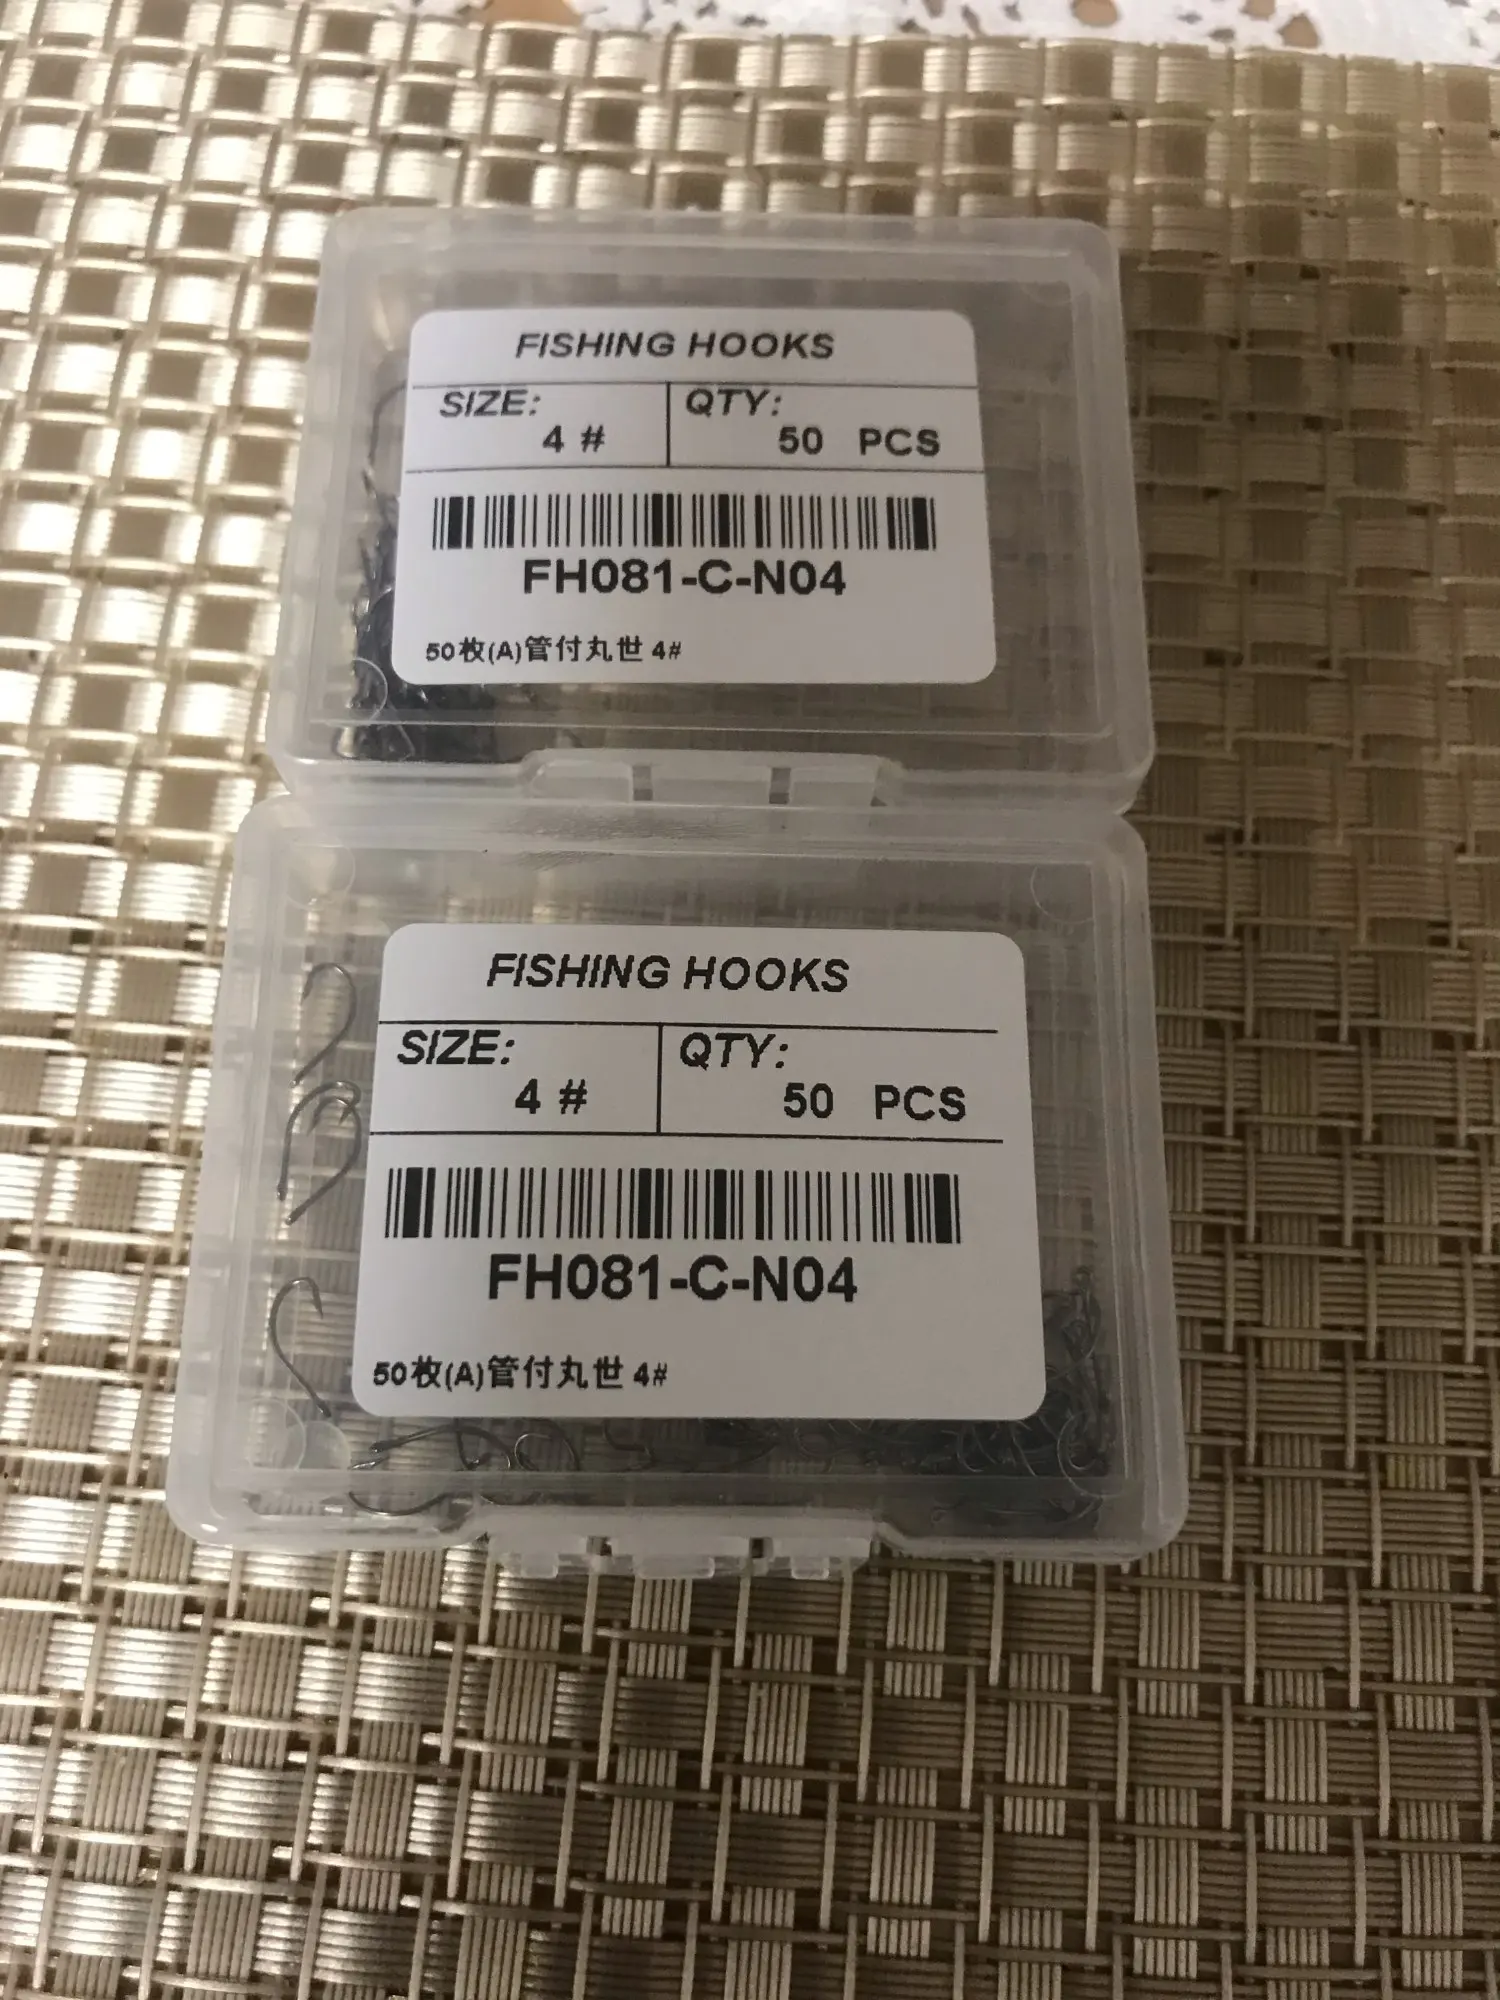 FISHING HOOKS
SIZE: QTY:
4 # 50 PCS
FH081-C-N04
50枚(A)管付丸世 4#
FISHING HOOKS
SIZE: QTY:
4 # 50 PCS
FH081-C-N04
50枚(A)管付丸世 4#